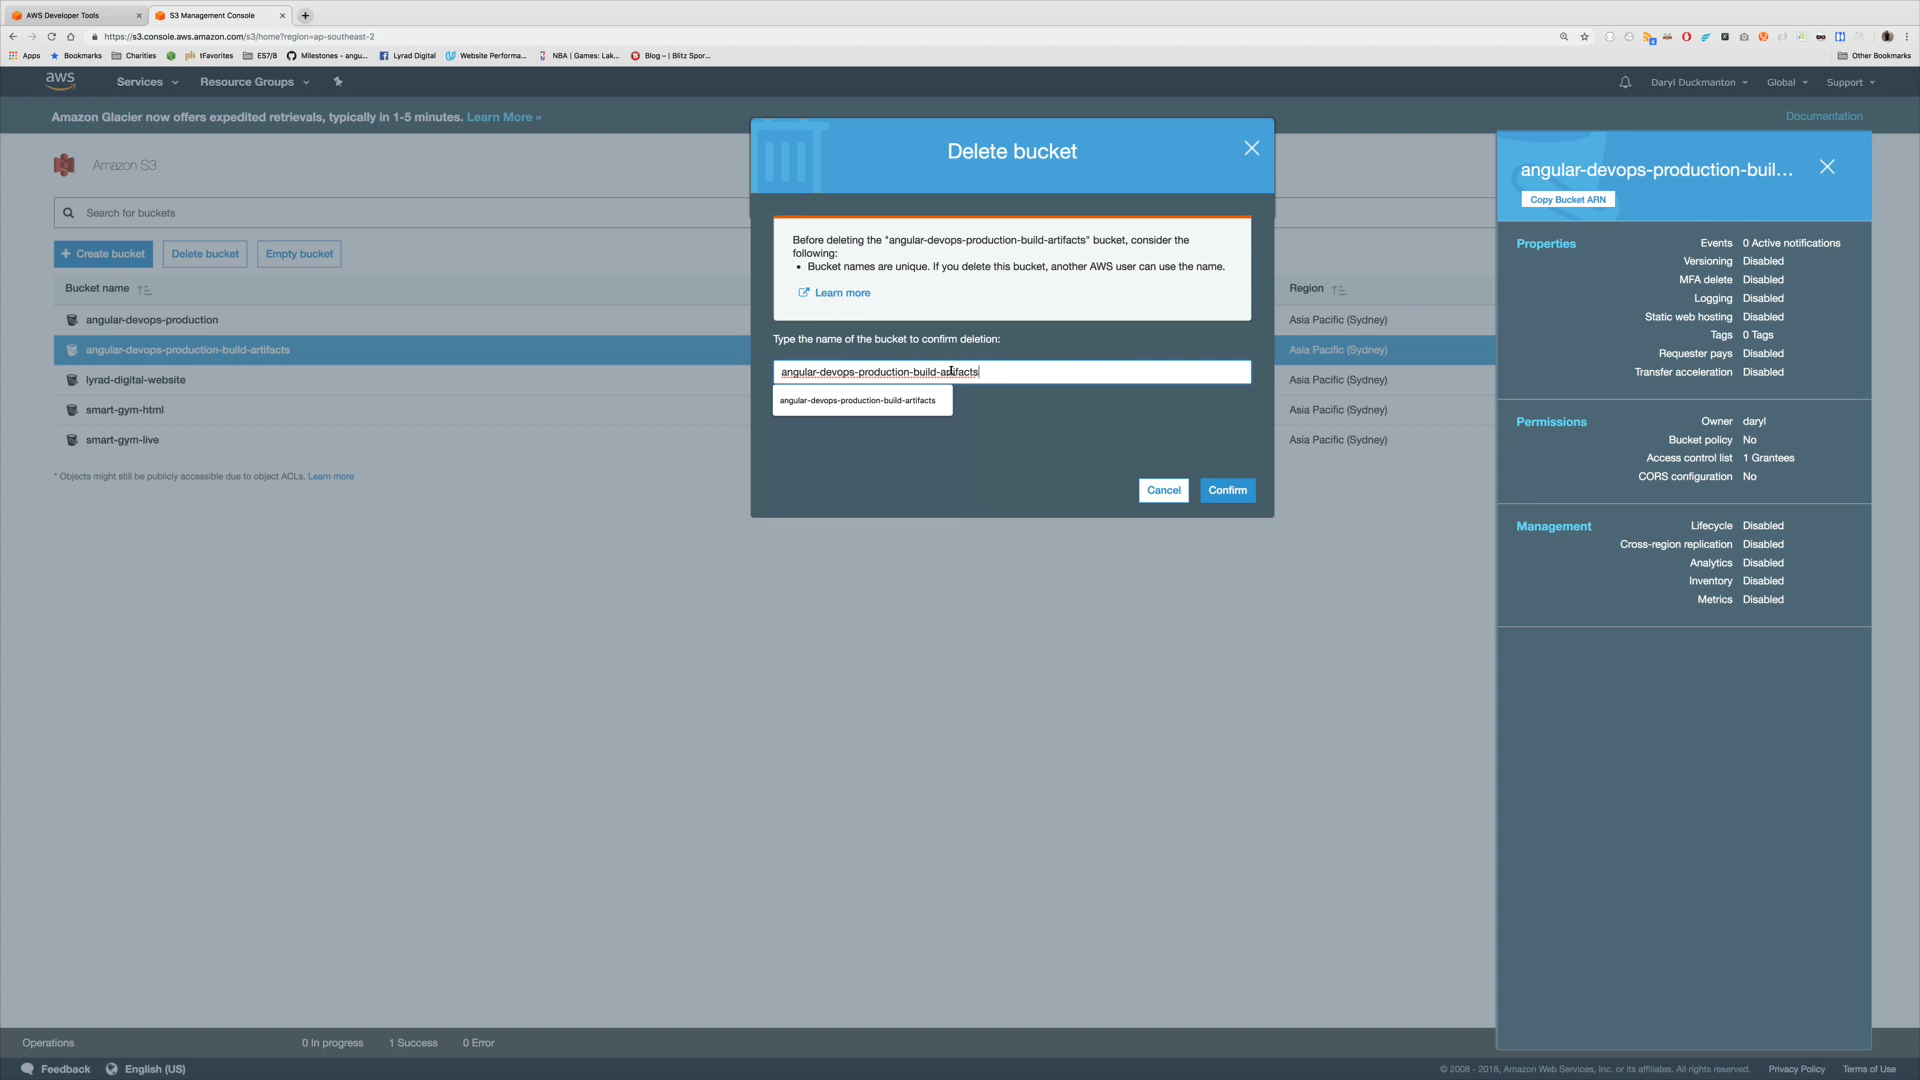 AWS Developer Tools
S3 Management Console
https://s3.console.aws.amazon.com/s3/home?region=ap-southeast-2
Apps Bookmarks Charities tFavorites ES7/8 Milestones - angu... Lyrad Digital Website Performa... NBA | Games: Lak... Blog – | Blitz Spor... Other Bookmarks
aws Services Resource Groups Daryl Duckmanton Global Support
Amazon Glacier now offers expedited retrievals, typically in 1-5 minutes. Learn More » Documentation
Amazon S3
Search for buckets
+ Create bucket Delete bucket Empty bucket
Bucket name Region
angular-devops-production Asia Pacific (Sydney)
angular-devops-production-build-artifacts Asia Pacific (Sydney)
lyrad-digital-website Asia Pacific (Sydney)
smart-gym-html Asia Pacific (Sydney)
smart-gym-live Asia Pacific (Sydney)
* Objects might still be publicly accessible due to object ACLs. Learn more
Delete bucket
Before deleting the "angular-devops-production-build-artifacts" bucket, consider the
following:
• Bucket names are unique. If you delete this bucket, another AWS user can use the name.
Learn more
Type the name of the bucket to confirm deletion:
angular-devops-production-build-artifacts
angular-devops-production-build-artifacts
Cancel Confirm
angular-devops-production-buil...
Copy Bucket ARN
Properties Events 0 Active notifications
Versioning Disabled
MFA delete Disabled
Logging Disabled
Static web hosting Disabled
Tags 0 Tags
Requester pays Disabled
Transfer acceleration Disabled
Permissions Owner daryl
Bucket policy No
Access control list 1 Grantees
CORS configuration No
Management Lifecycle Disabled
Cross-region replication Disabled
Analytics Disabled
Inventory Disabled
Metrics Disabled
Operations 0 In progress 1 Success 0 Error
Feedback English (US) © 2008 - 2018, Amazon Web Services, Inc. or its affiliates. All rights reserved. Privacy Policy Terms of Use